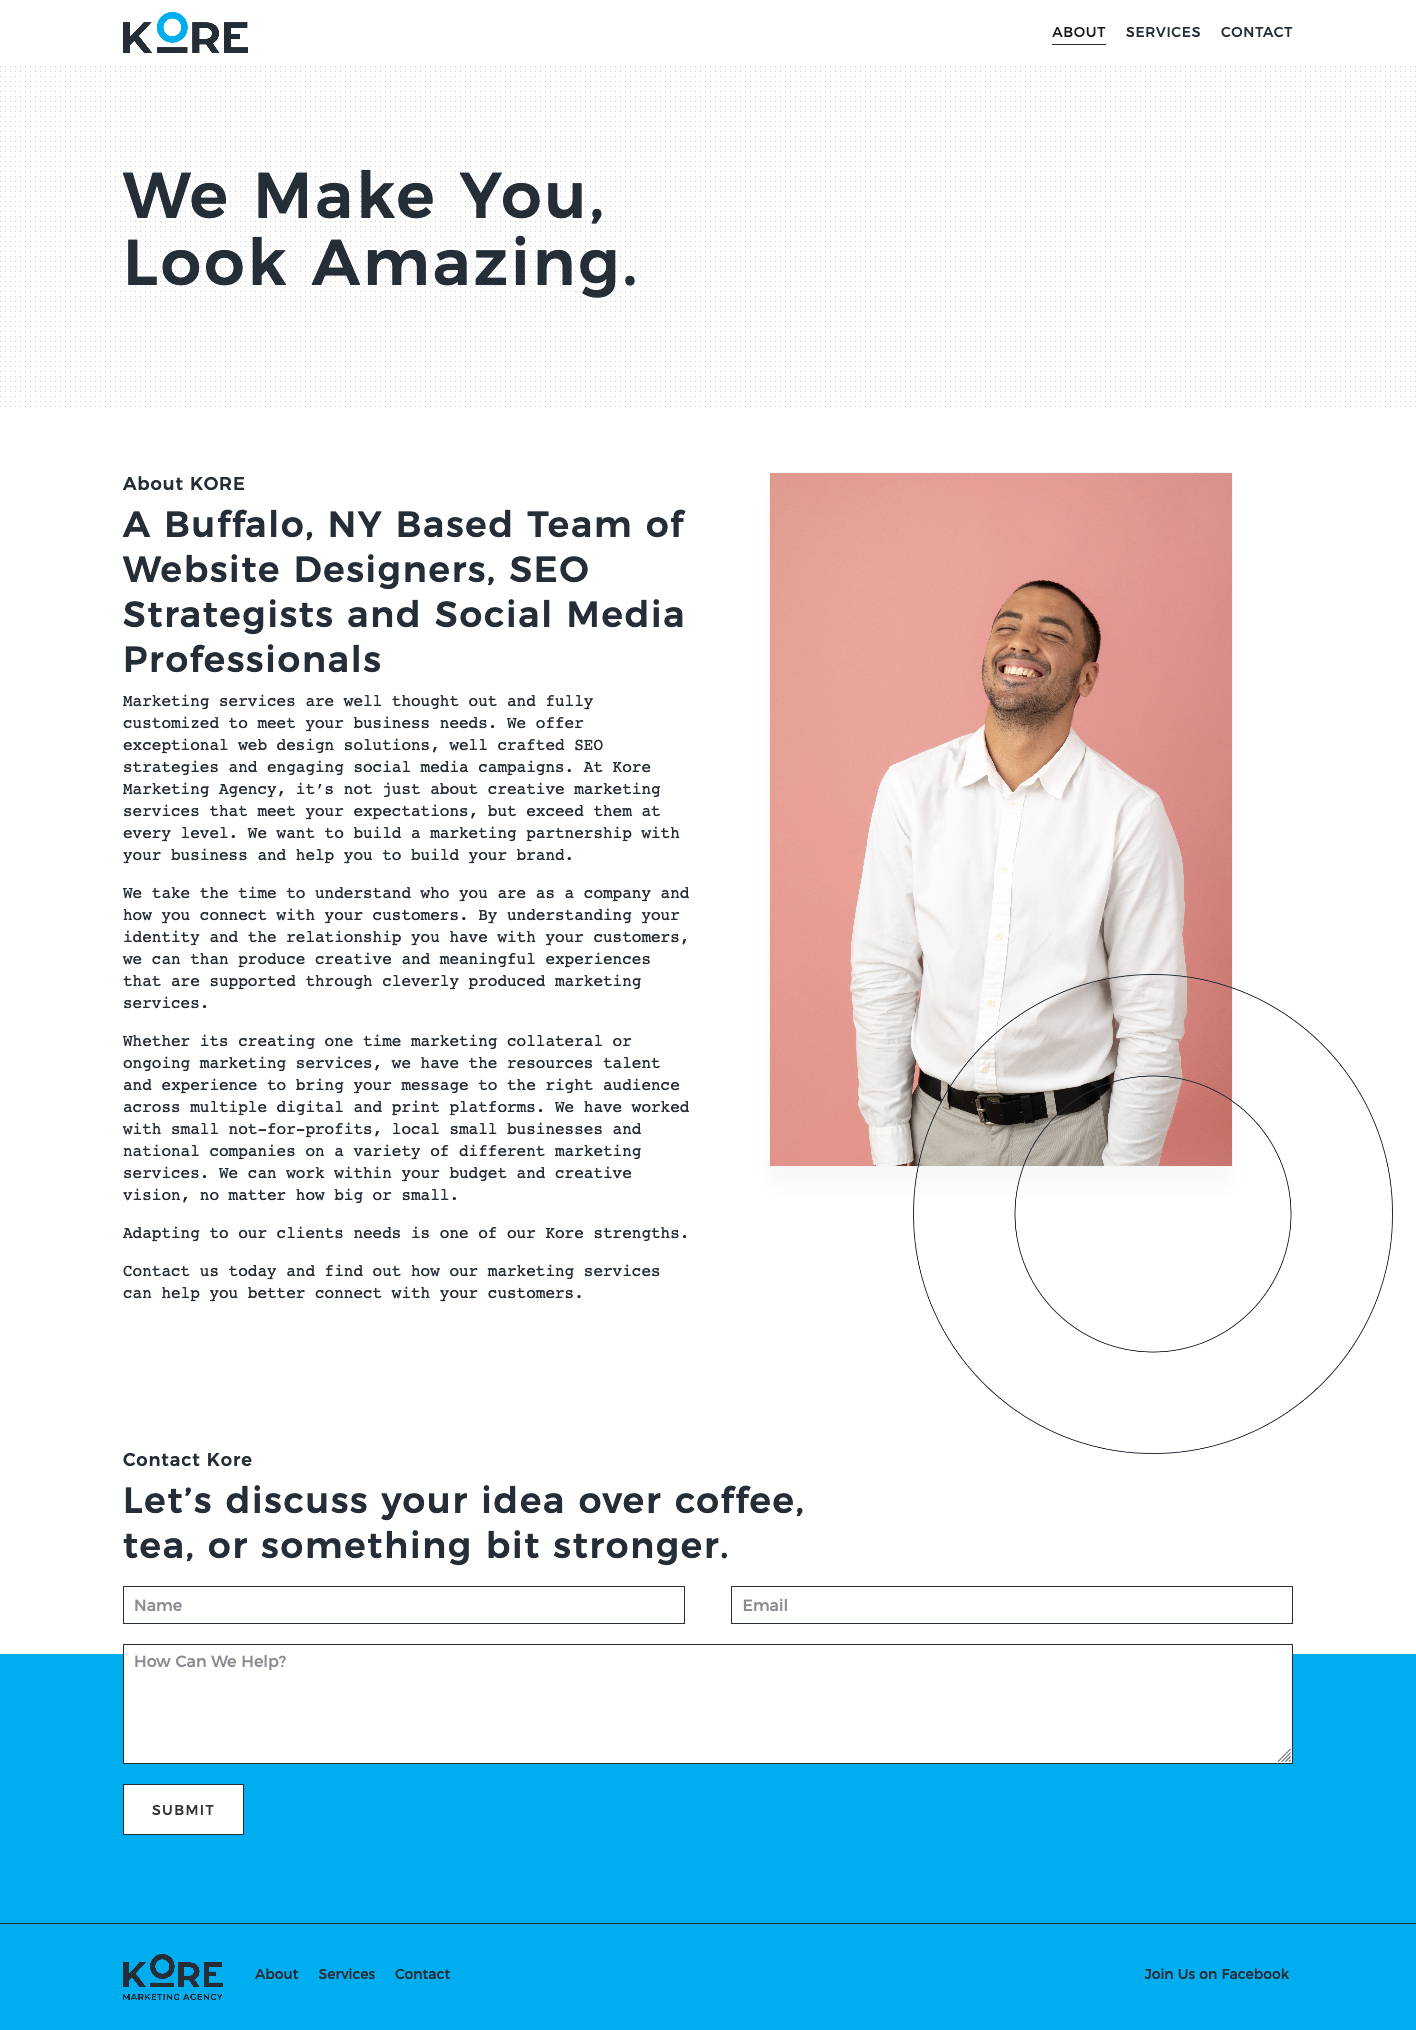 KORE
ABOUT SERVICES CONTACT
We Make You,
Look Amazing.
About KORE
A Buffalo, NY Based Team of
Website Designers, SEO
Strategists and Social Media
Professionals
Marketing services are well thought out and fully
customized to meet your business needs. We offer
exceptional web design solutions, well crafted SEO
strategies and engaging social media campaigns. At Kore
Marketing Agency, it’s not just about creative marketing
services that meet your expectations, but exceed them at
every level. We want to build a marketing partnership with
your business and help you to build your brand.
We take the time to understand who you are as a company and
how you connect with your customers. By understanding your
identity and the relationship you have with your customers,
we can than produce creative and meaningful experiences
that are supported through cleverly produced marketing
services.
Whether its creating one time marketing collateral or
ongoing marketing services, we have the resources talent
and experience to bring your message to the right audience
across multiple digital and print platforms. We have worked
with small not-for-profits, local small businesses and
national companies on a variety of different marketing
services. We can work within your budget and creative
vision, no matter how big or small.
Adapting to our clients needs is one of our Kore strengths.
Contact us today and find out how our marketing services
can help you better connect with your customers.
Contact Kore
Let’s discuss your idea over coffee,
tea, or something bit stronger.
Name
Email
How Can We Help?
SUBMIT
KORE
MARKETING AGENCY
About Services Contact
Join Us on Facebook